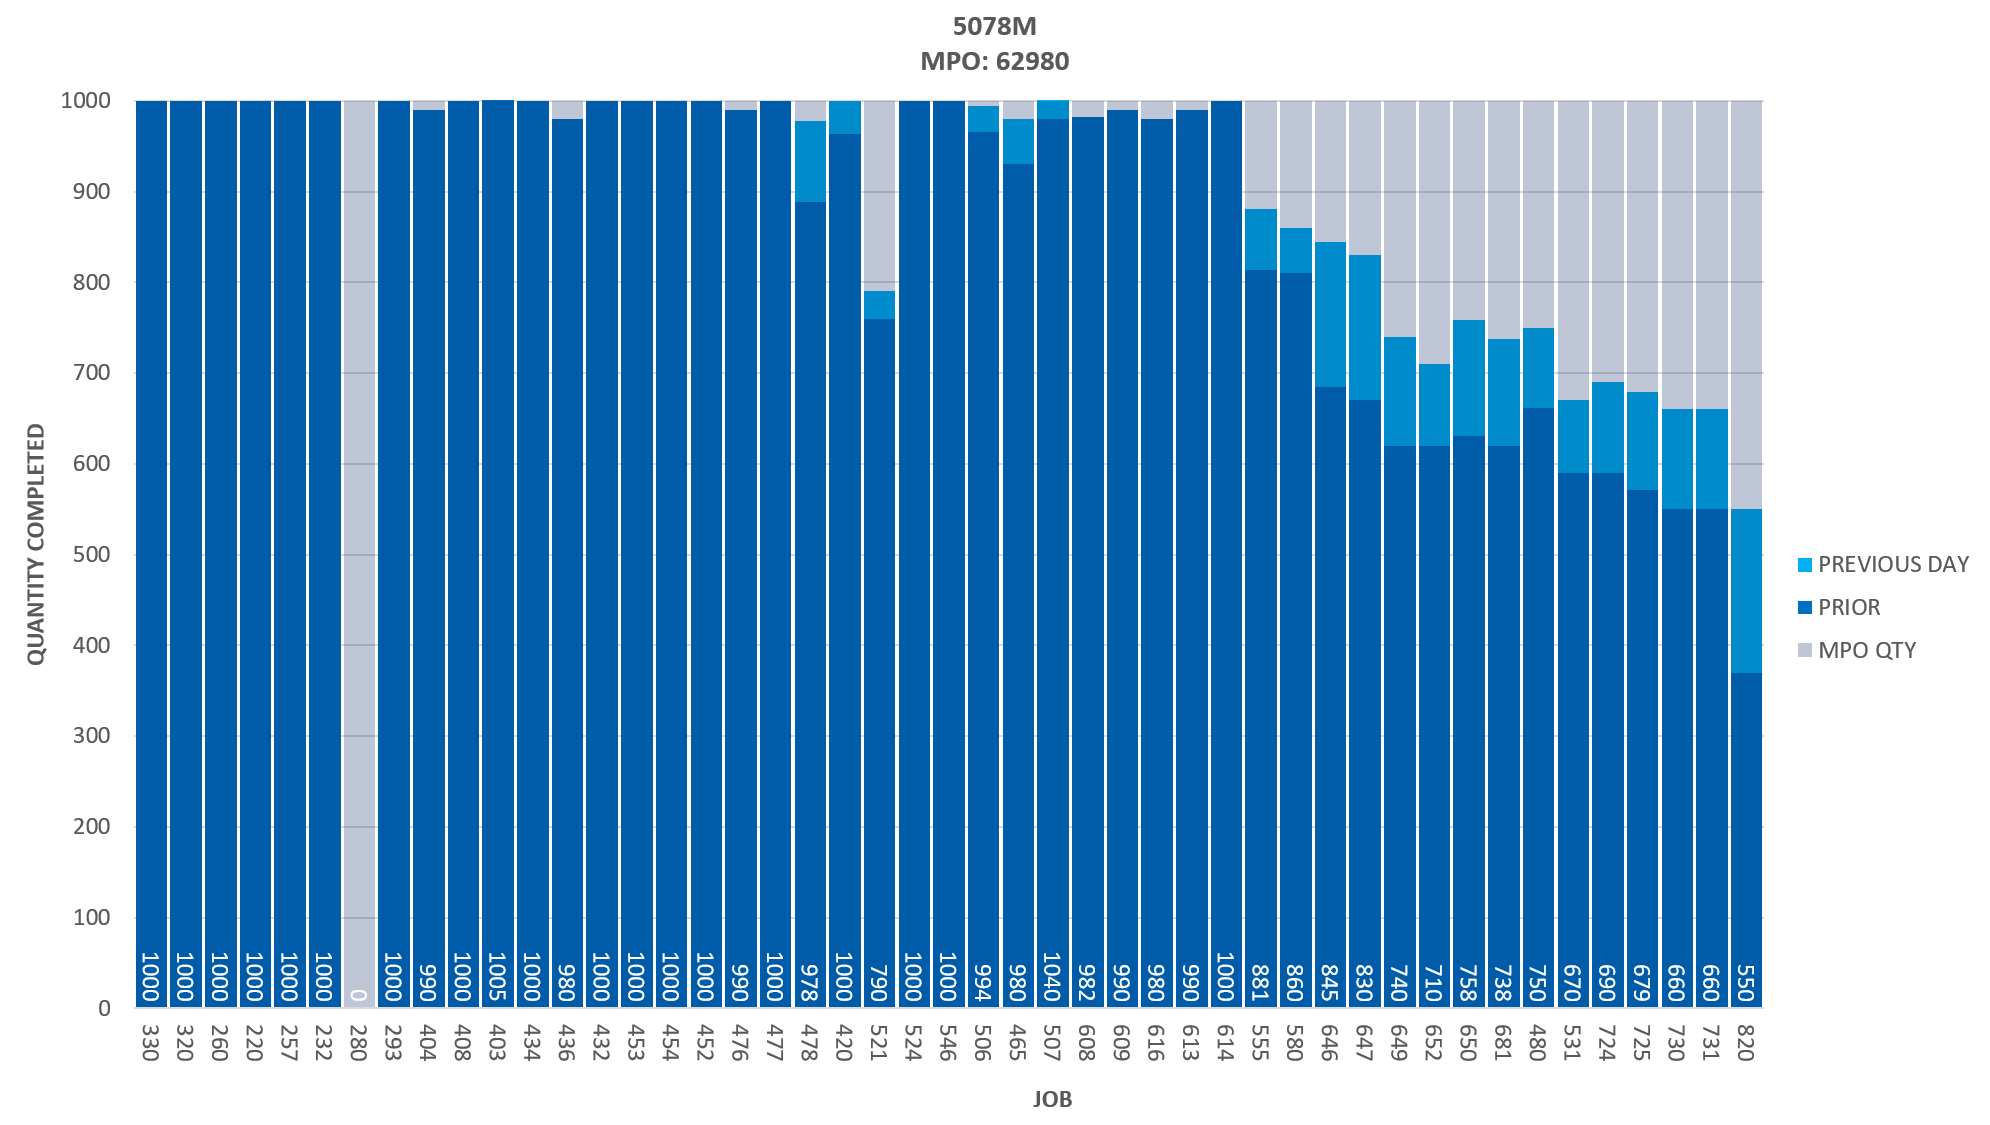 5078M
MPO: 62980
QUANTITY COMPLETED
1000
900
800
700
600
500
400
300
200
100
0
1000 1000 1000 1000 1000 1000 0 1000 990 1000 1005 1000 980 1000 1000 1000 1000 990 1000 978 1000 790 1000 1000 994 980 1040 982 990 980 990 1000 881 860 845 830 740 710 758 738 750 670 690 679 660 660 550
330 320 260 220 257 232 280 293 404 408 403 434 436 432 453 454 452 476 477 478 420 521 524 546 506 465 507 608 609 616 613 614 555 580 646 647 649 652 650 681 480 531 724 725 730 731 820
JOB
PREVIOUS DAY
PRIOR
MPO QTY